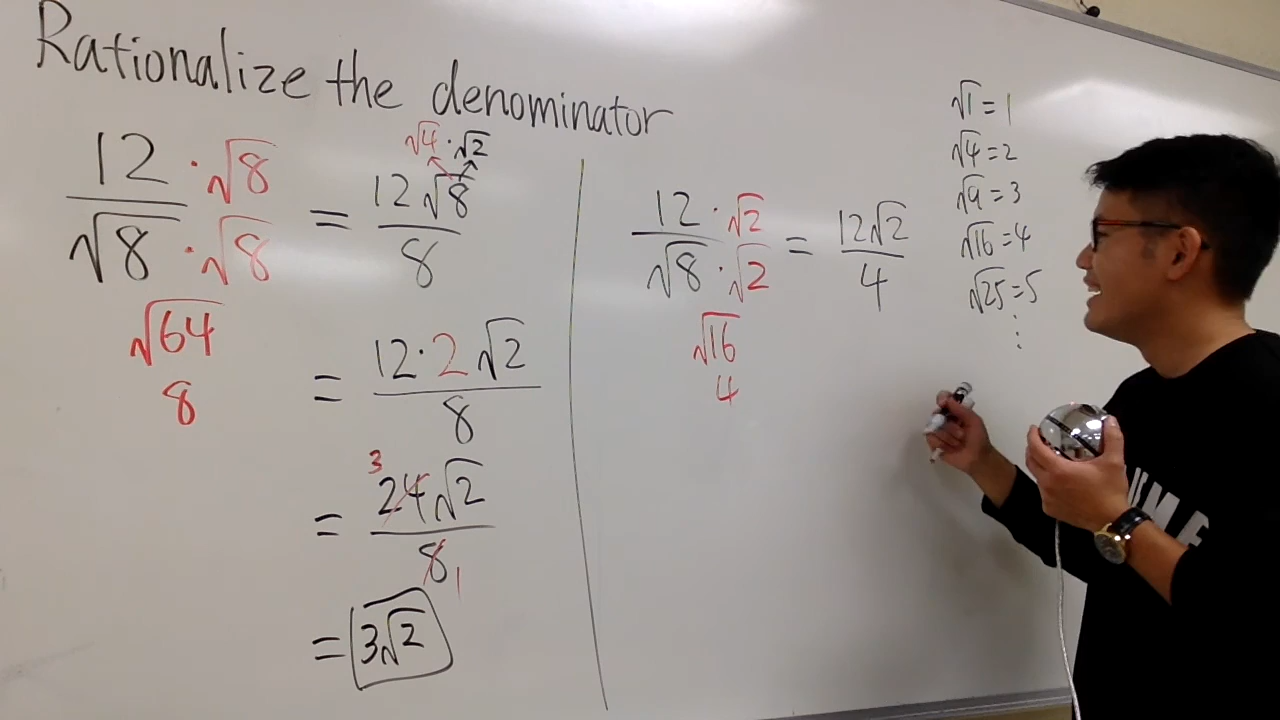 Rationalize the denominator
12 · √8
√8 · √8
√64
8
√4 · √2
= 12√8
8
= 12·2√2
8
3
= 24√2
8 1
= 3√2
12 · √2
√8 · √2
√16
4
= 12√2
4
√1 = 1
√4 = 2
√9 = 3
√16 = 4
√25 = 5
⋮